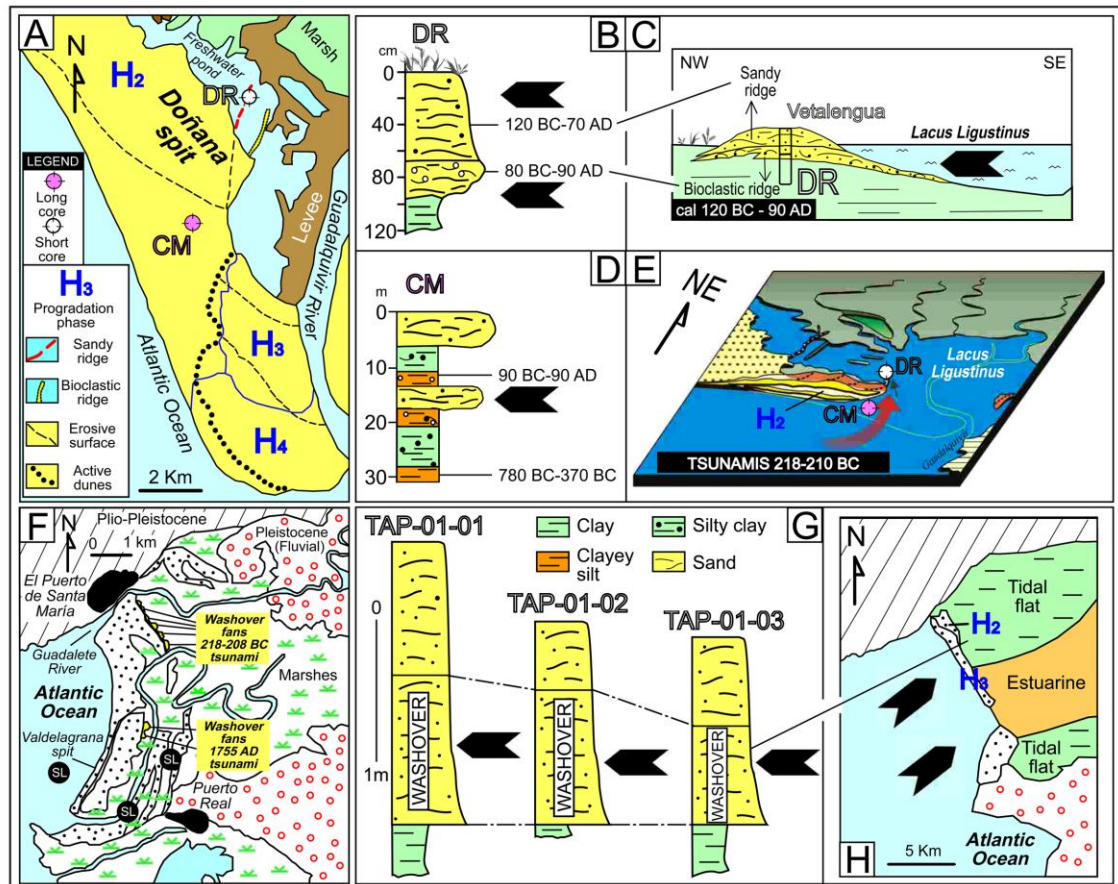 A
N
H2
Freshwater
pond
Marsh
DR
Doñana
spit
LEGEND
Long
core
Short
core
CM
Levee
Guadalquivir River
H3
Progradation
phase
Sandy
ridge
Bioclastic
ridge
Erosive
surface
Active
dunes
Atlantic Ocean
H3
H4
2 Km
B
DR
cm
0
40
80
120
120 BC-70 AD
80 BC-90 AD
C
NW
SE
Sandy
ridge
Vetalengua
Lacus Ligustinus
Bioclastic ridge
DR
cal 120 BC - 90 AD
D
CM
m
0
10
20
30
90 BC-90 AD
780 BC-370 BC
E
NE
DR
Lacus
Ligustinus
H2
CM
Guadalquivir
TSUNAMIS 218-210 BC
F
N
Plio-Pleistocene
0 1 km
Pleistocene
(Fluvial)
El Puerto
de Santa
María
Washover
fans
218-208 BC
tsunami
Guadalete
River
Marshes
Atlantic
Ocean
Washover
fans
1755 AD
tsunami
Valdelagrana
spit
SL
SL
SL
Puerto
Real
G
TAP-01-01
Clay
Silty clay
Clayey
silt
Sand
TAP-01-02
TAP-01-03
0
1m
WASHOVER
WASHOVER
WASHOVER
H
N
Tidal
flat
H2
H3
Estuarine
Tidal
flat
5 Km
Atlantic
Ocean